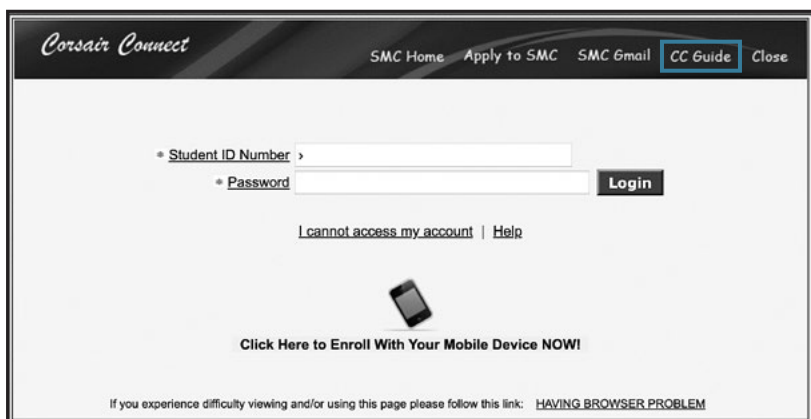 Corsair Connect
SMC Home Apply to SMC SMC Gmail CC Guide Close
Student ID Number ›
Password Login
I cannot access my account | Help
Click Here to Enroll With Your Mobile Device NOW!
If you experience difficulty viewing and/or using this page please follow this link: HAVING BROWSER PROBLEM